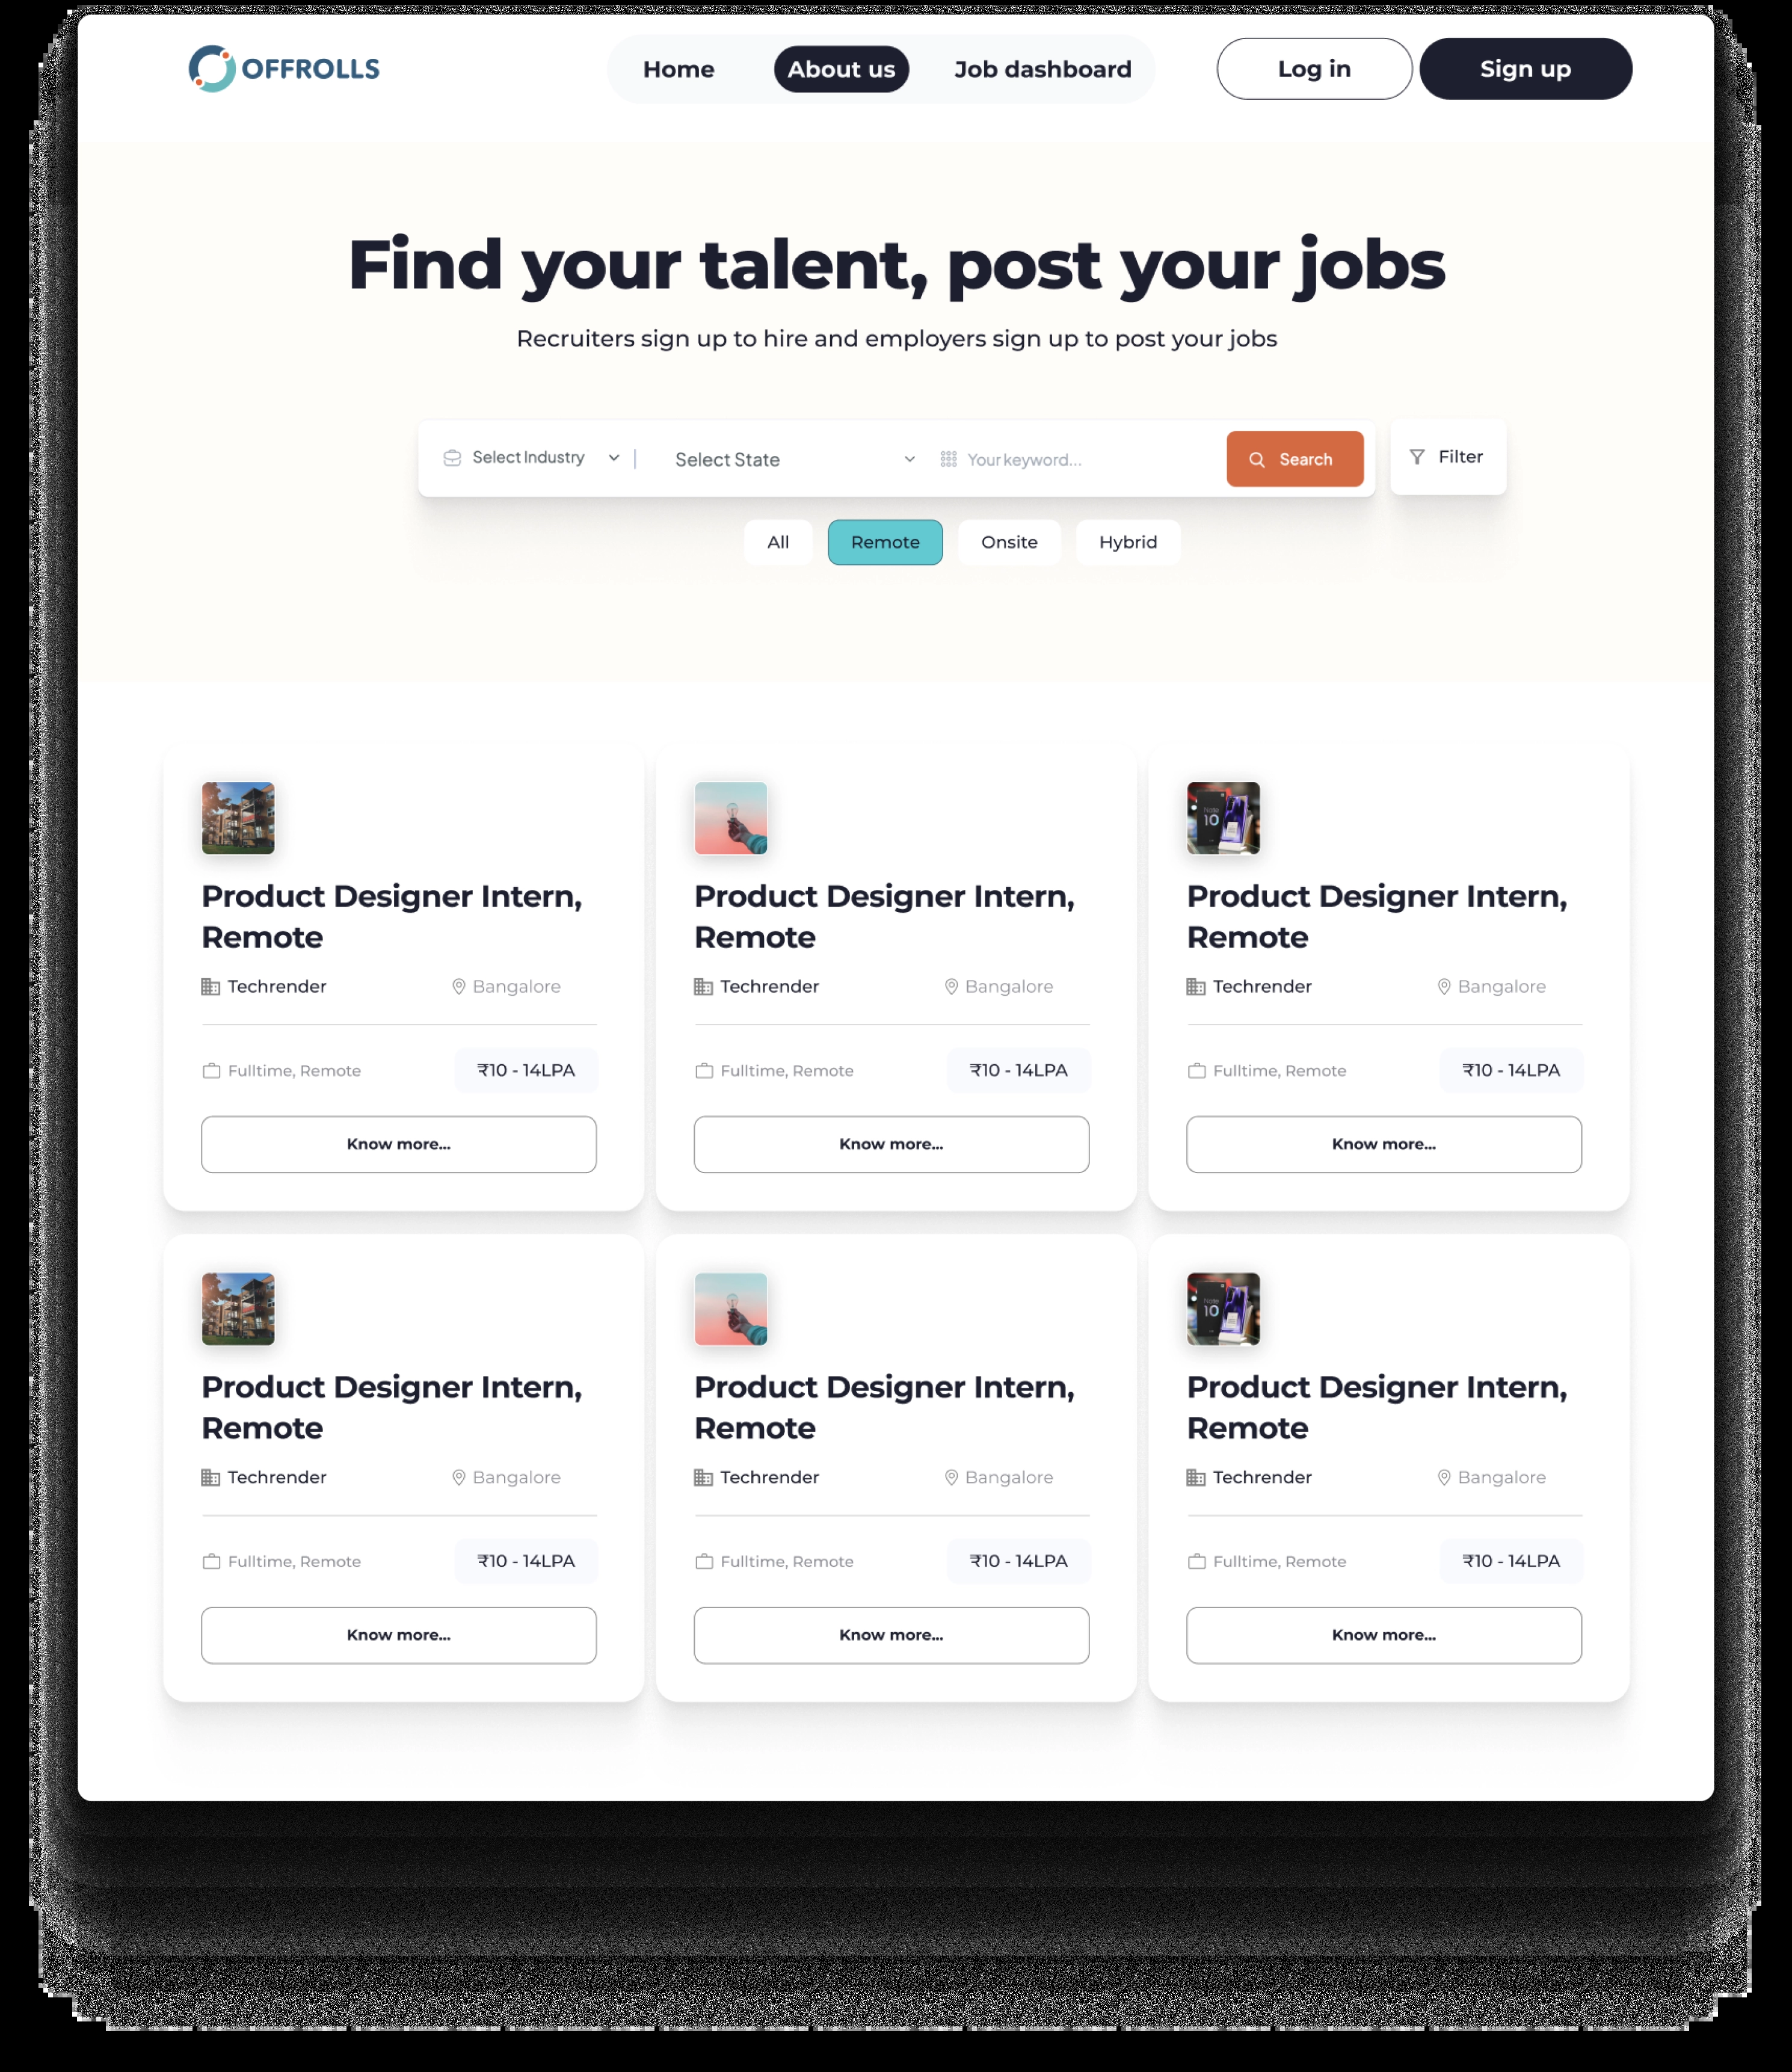 OFFROLLS
Home About us Job dashboard Log in Sign up
Find your talent, post your jobs
Recruiters sign up to hire and employers sign up to post your jobs
Select Industry | Select State Your keyword... Search Filter
All Remote Onsite Hybrid
note
10
Product Designer Intern,
Remote
Techrender Bangalore
Fulltime, Remote ₹10 - 14LPA
Know more...
Product Designer Intern,
Remote
Techrender Bangalore
Fulltime, Remote ₹10 - 14LPA
Know more...
Product Designer Intern,
Remote
Techrender Bangalore
Fulltime, Remote ₹10 - 14LPA
Know more...
note
10
Product Designer Intern,
Remote
Techrender Bangalore
Fulltime, Remote ₹10 - 14LPA
Know more...
Product Designer Intern,
Remote
Techrender Bangalore
Fulltime, Remote ₹10 - 14LPA
Know more...
Product Designer Intern,
Remote
Techrender Bangalore
Fulltime, Remote ₹10 - 14LPA
Know more...